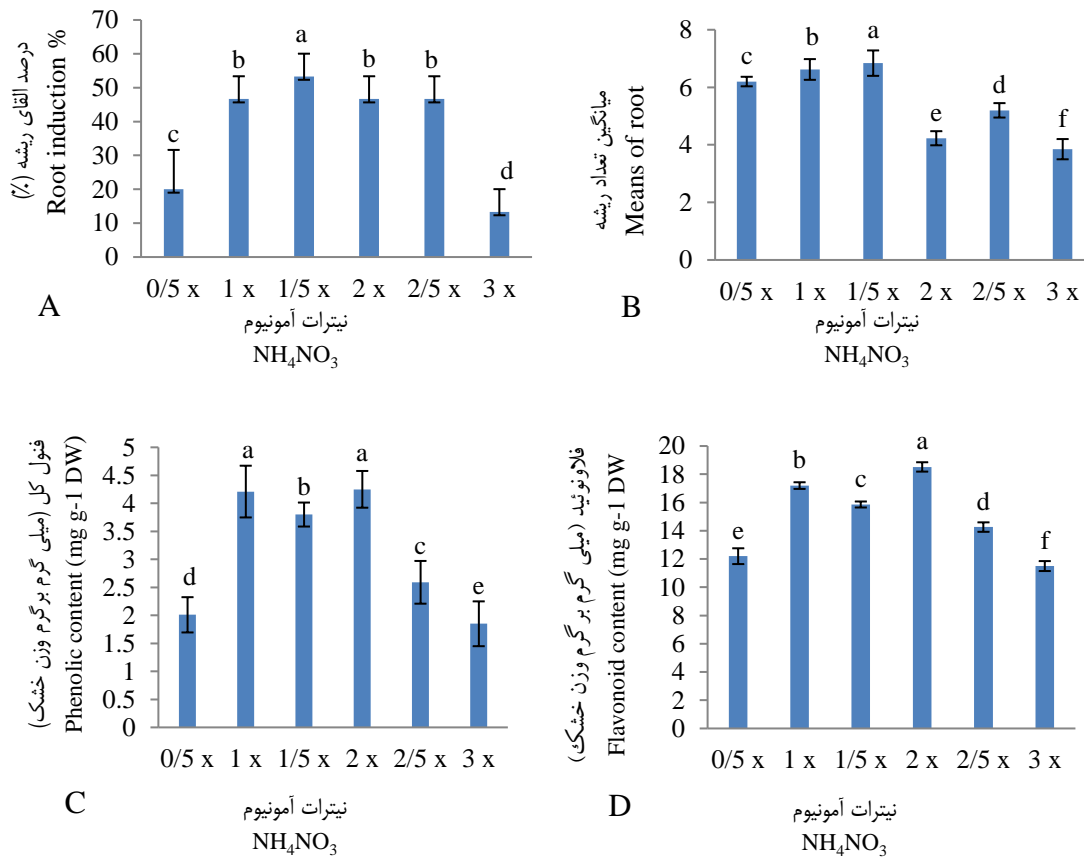 درصد القای ریشه (٪)
Root induction %
70
60
50
40
30
20
10
0
c
b
a
b
b
d
0/5 x 1 x 1/5 x 2 x 2/5 x 3 x
نیترات آمونیوم
NH₄NO₃
A
میانگین تعداد ریشه
Means of root
8
6
4
2
0
c
b
a
e
d
f
0/5 x 1 x 1/5 x 2 x 2/5 x 3 x
نیترات آمونیوم
NH₄NO₃
B
فنول کل (میلی گرم برگرم وزن خشک)
Phenolic content (mg g-1 DW)
5
4.5
4
3.5
3
2.5
2
1.5
1
0.5
0
d
a
b
a
c
e
0/5 x 1 x 1/5 x 2 x 2/5 x 3 x
نیترات آمونیوم
NH₄NO₃
C
فلاونوئید (میلی گرم بر گرم وزن خشک)
Flavonoid content (mg g-1 DW
20
18
16
14
12
10
8
6
4
2
0
e
b
c
a
d
f
0/5 x 1 x 1/5 x 2 x 2/5 x 3 x
نیترات آمونیوم
NH₄NO₃
D